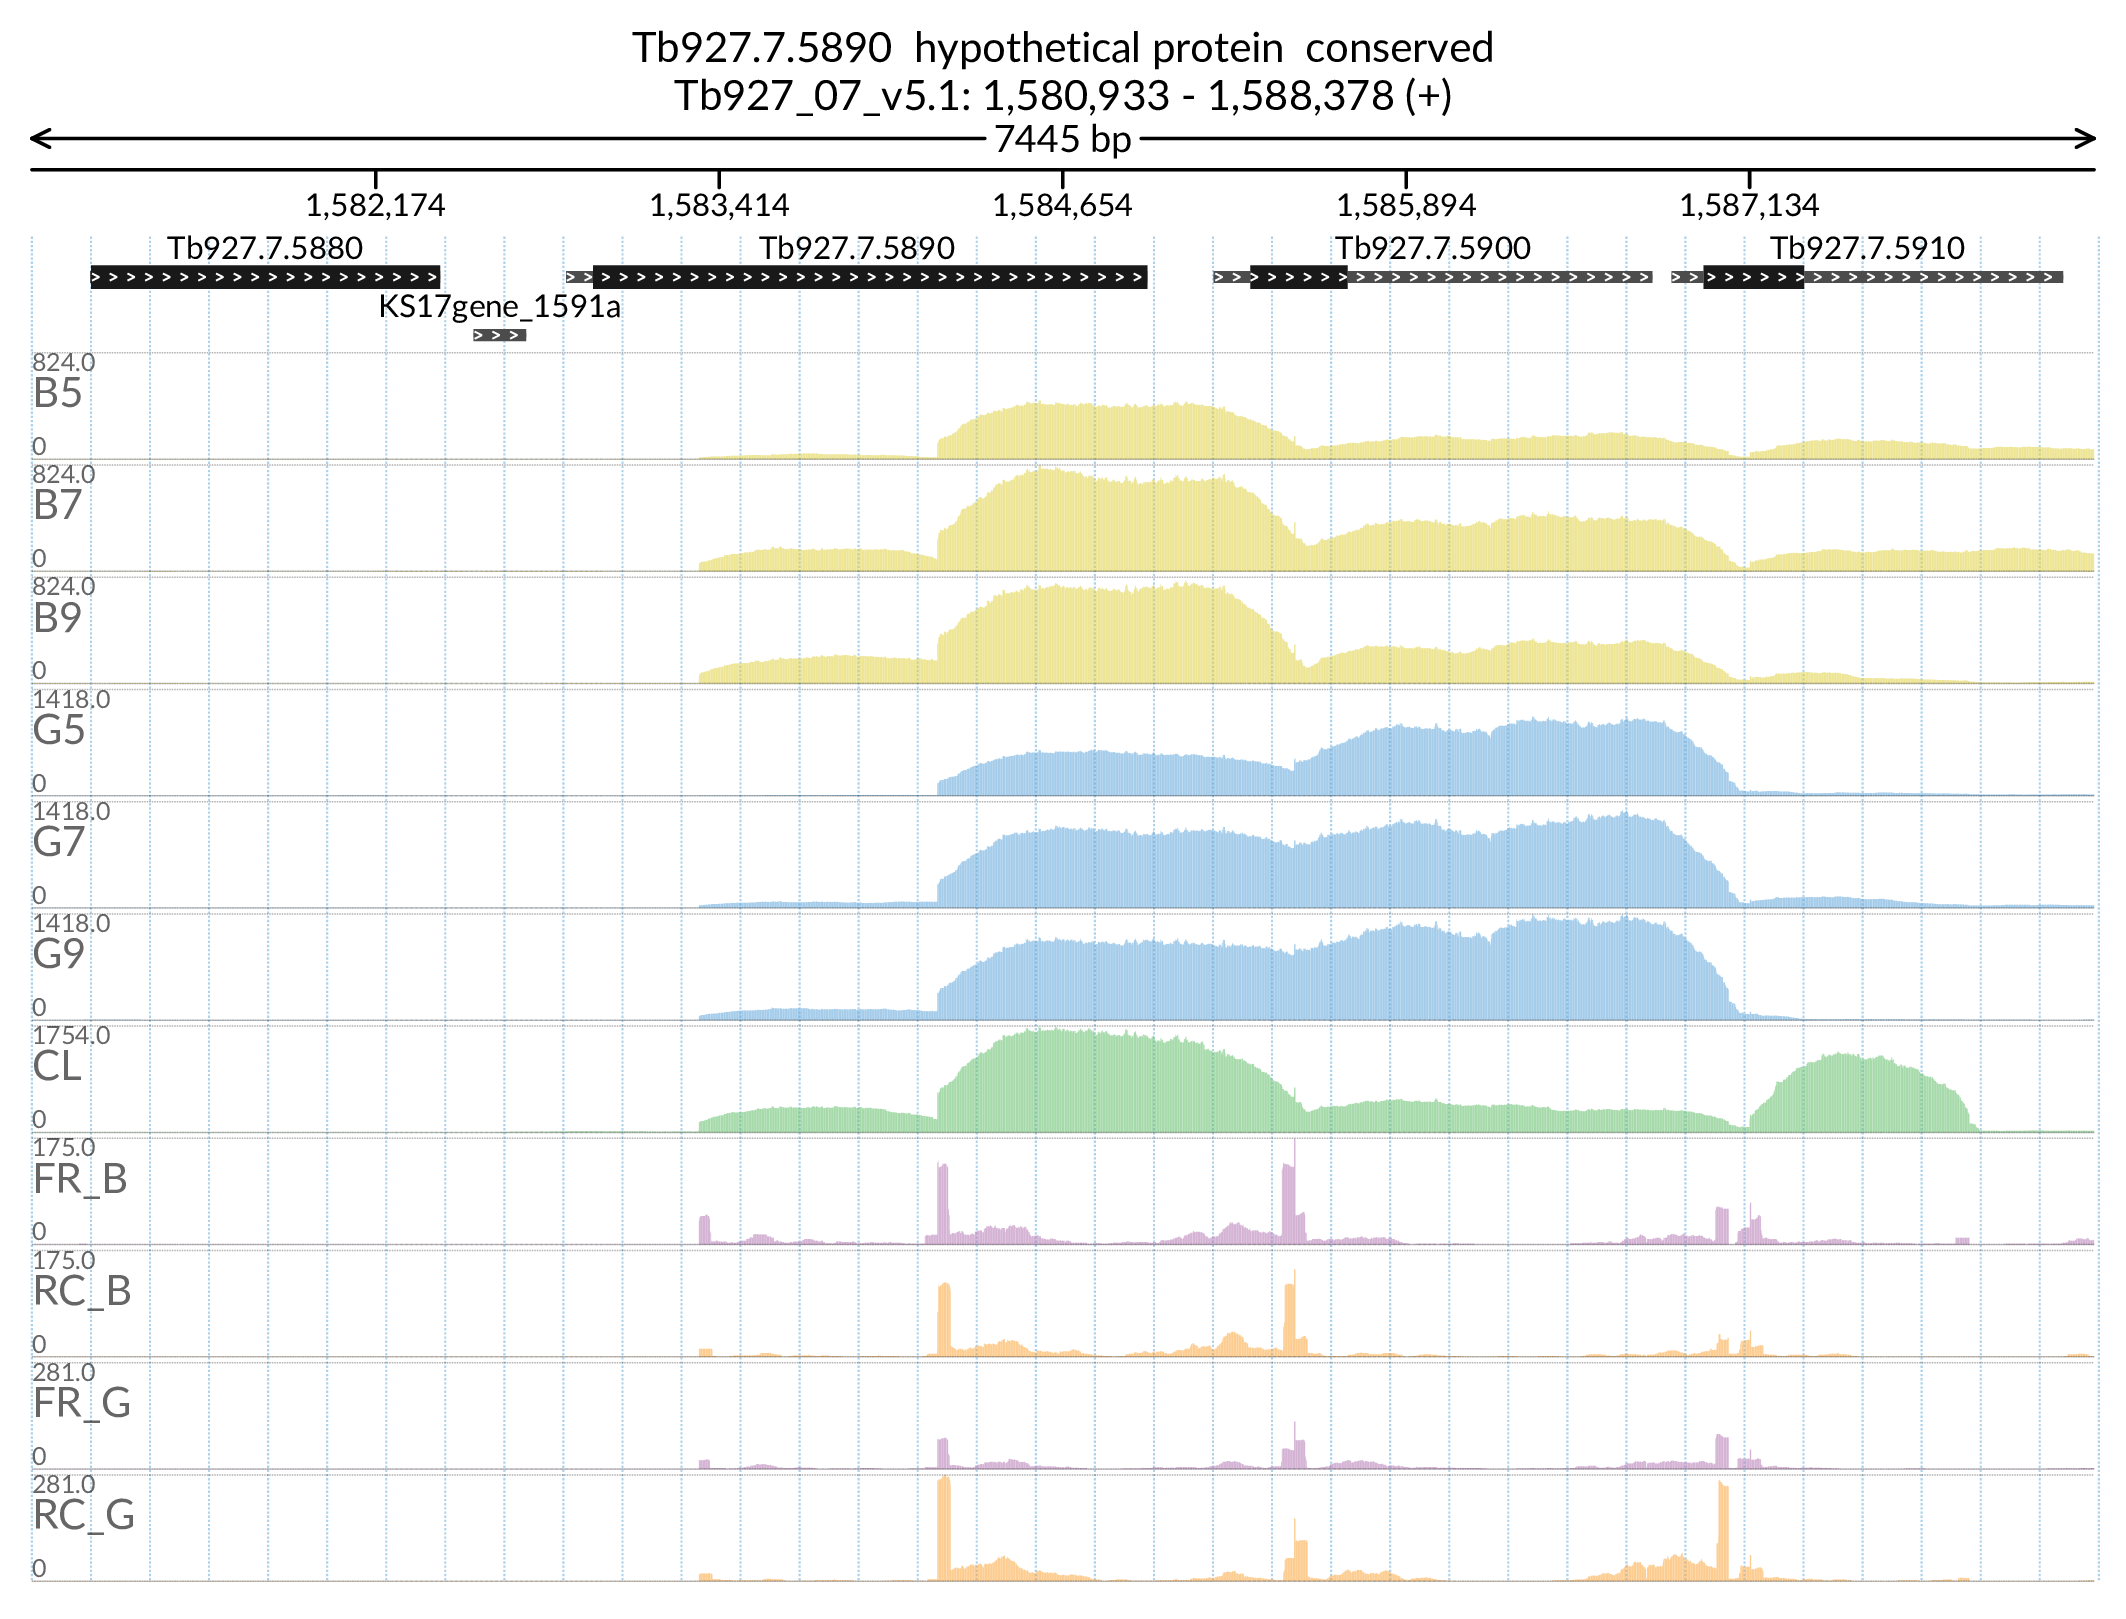 Tb927.7.5890 hypothetical protein conserved
Tb927_07_v5.1: 1,580,933 - 1,588,378 (+)
7445 bp
1,582,174 1,583,414 1,584,654 1,585,894 1,587,134
Tb927.7.5880 Tb927.7.5890 Tb927.7.5900 Tb927.7.5910
KS17gene_1591a
824.0
B5
0
824.0
B7
0
824.0
B9
0
1418.0
G5
0
1418.0
G7
0
1418.0
G9
0
1754.0
CL
0
175.0
FR_B
0
175.0
RC_B
0
281.0
FR_G
0
281.0
RC_G
0